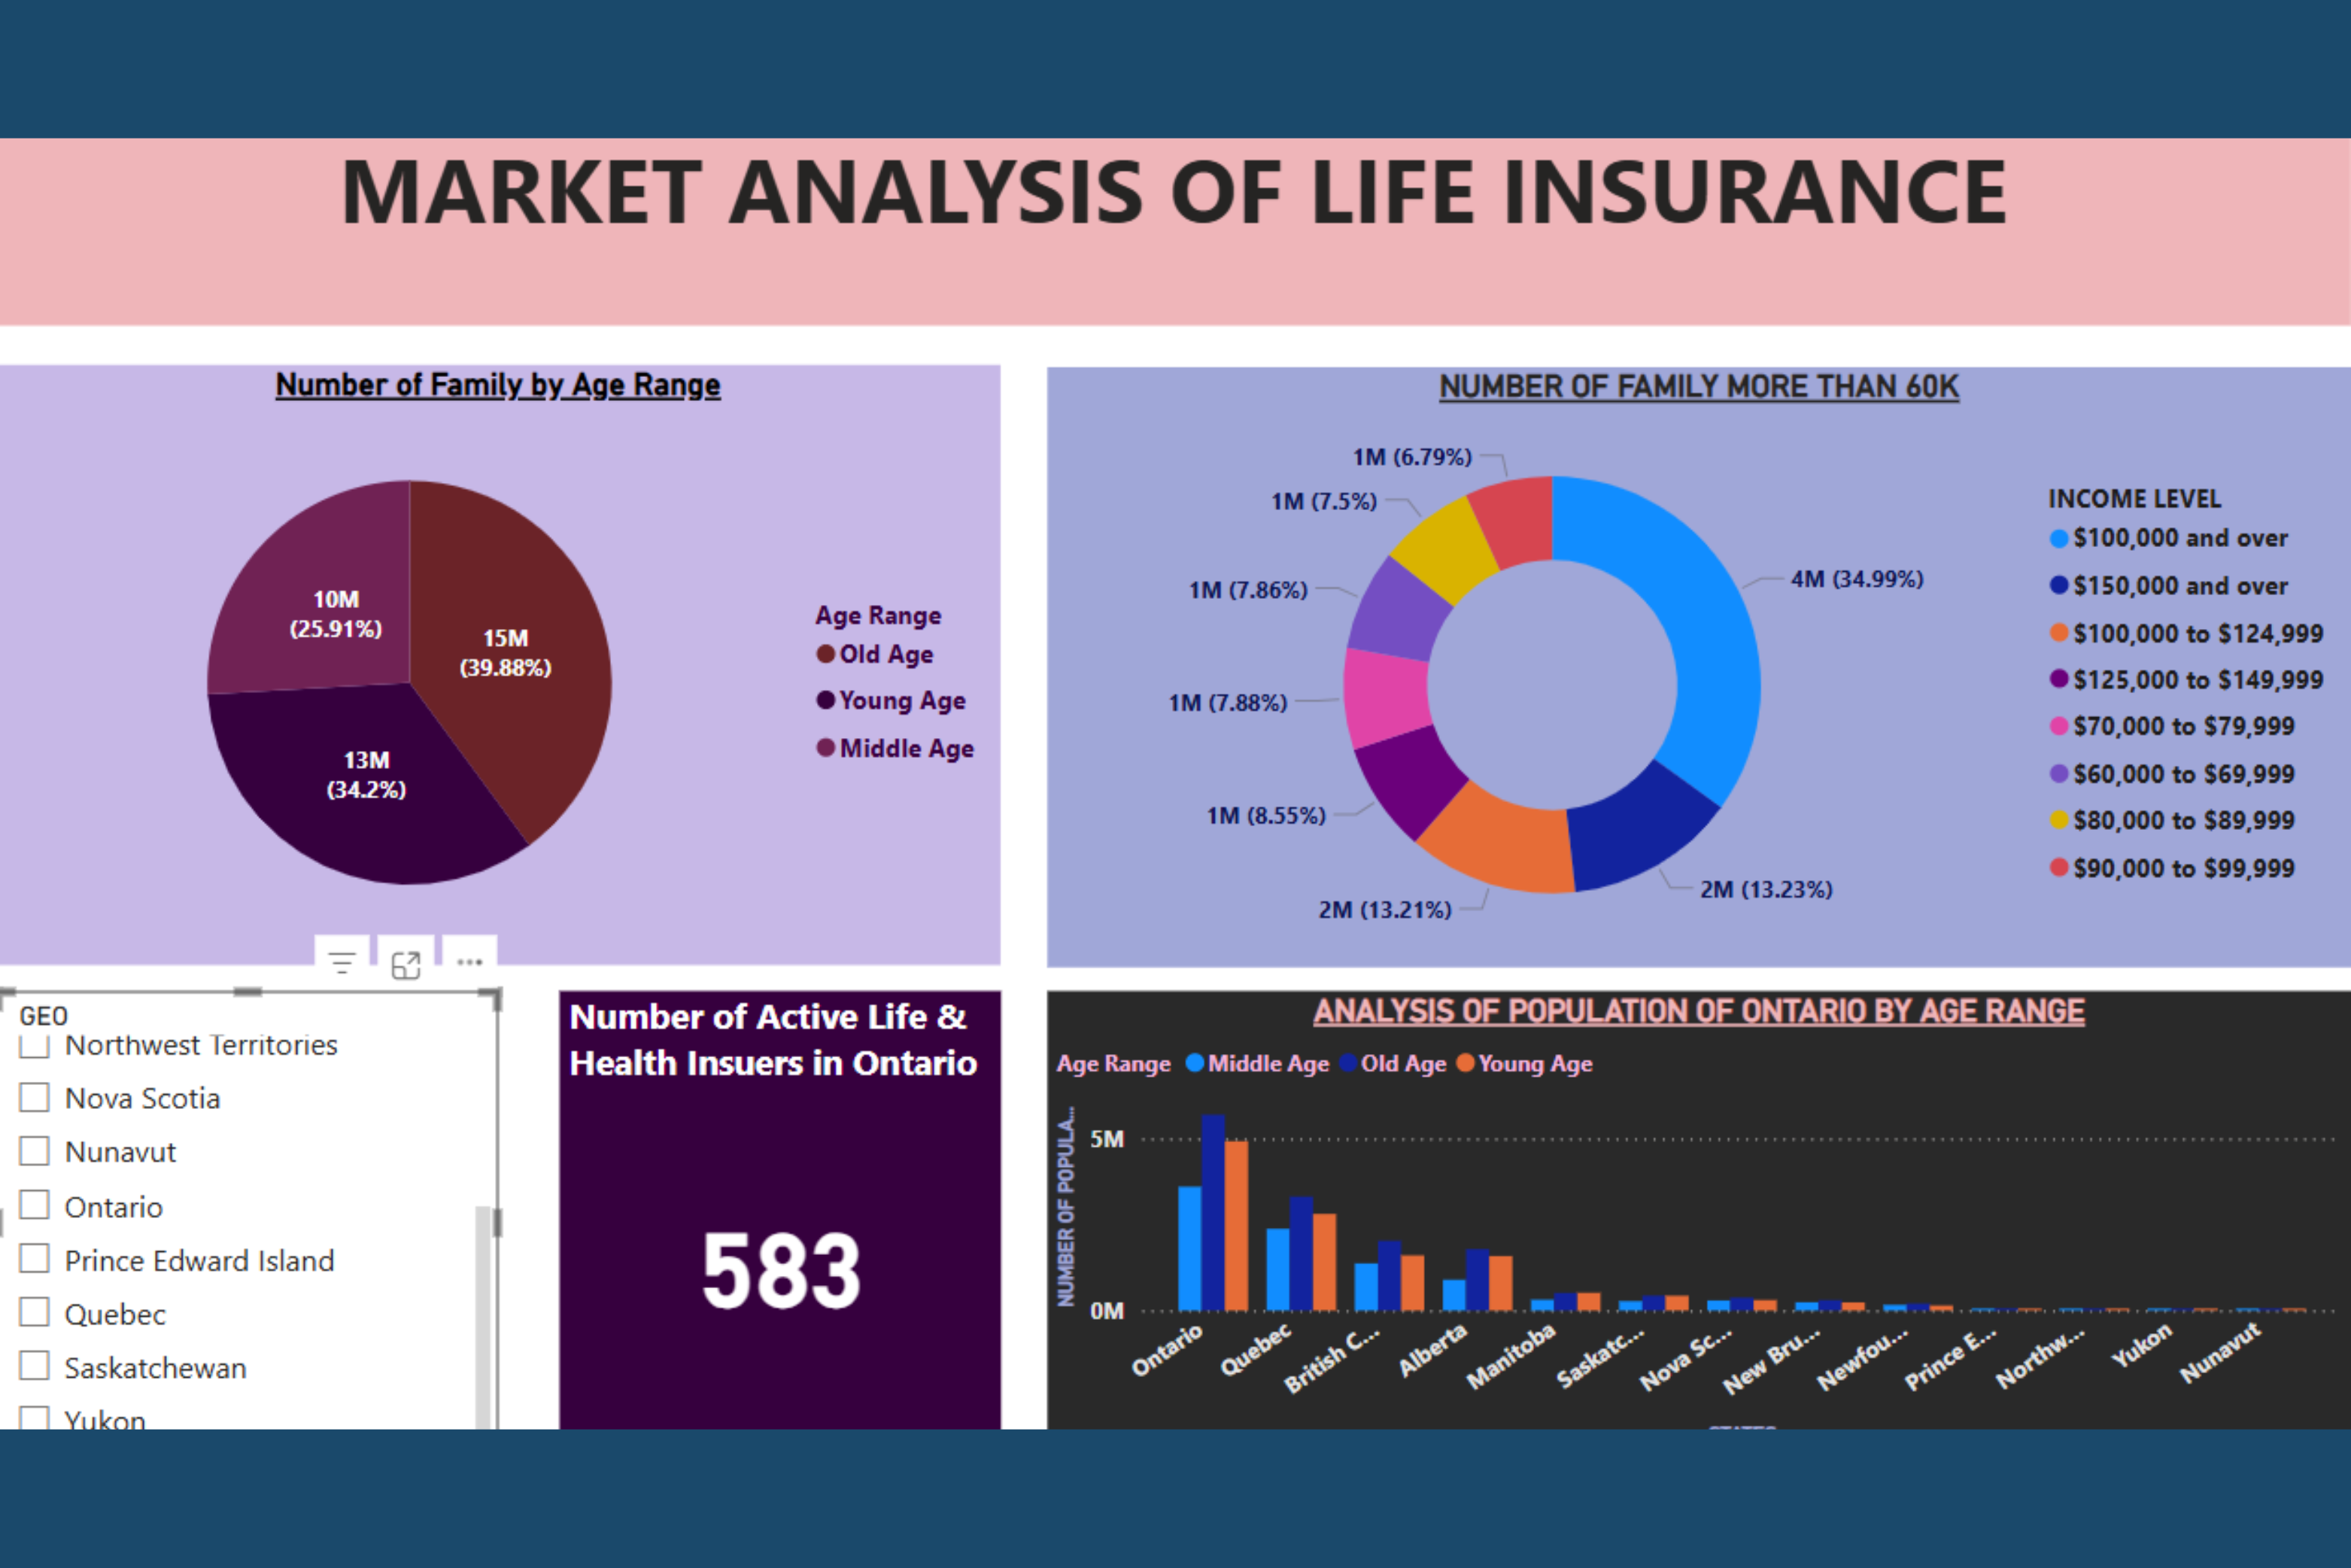 MARKET ANALYSIS OF LIFE INSURANCE
Number of Family by Age Range
10M
(25.91%)
15M
(39.88%)
13M
(34.2%)
Age Range
Old Age
Young Age
Middle Age
NUMBER OF FAMILY MORE THAN 60K
1M (6.79%)
1M (7.5%)
1M (7.86%)
1M (7.88%)
1M (8.55%)
2M (13.21%)
2M (13.23%)
4M (34.99%)
INCOME LEVEL
$100,000 and over
$150,000 and over
$100,000 to $124,999
$125,000 to $149,999
$70,000 to $79,999
$60,000 to $69,999
$80,000 to $89,999
$90,000 to $99,999
GEO
Northwest Territories
Nova Scotia
Nunavut
Ontario
Prince Edward Island
Quebec
Saskatchewan
Yukon
Number of Active Life &
Health Insuers in Ontario
583
ANALYSIS OF POPULATION OF ONTARIO BY AGE RANGE
Age Range Middle Age Old Age Young Age
NUMBER OF POPULA...
5M
0M
Ontario
Quebec
British C...
Alberta
Manitoba
Saskatc...
Nova Sc...
New Bru...
Newfou...
Prince E...
Northw...
Yukon
Nunavut